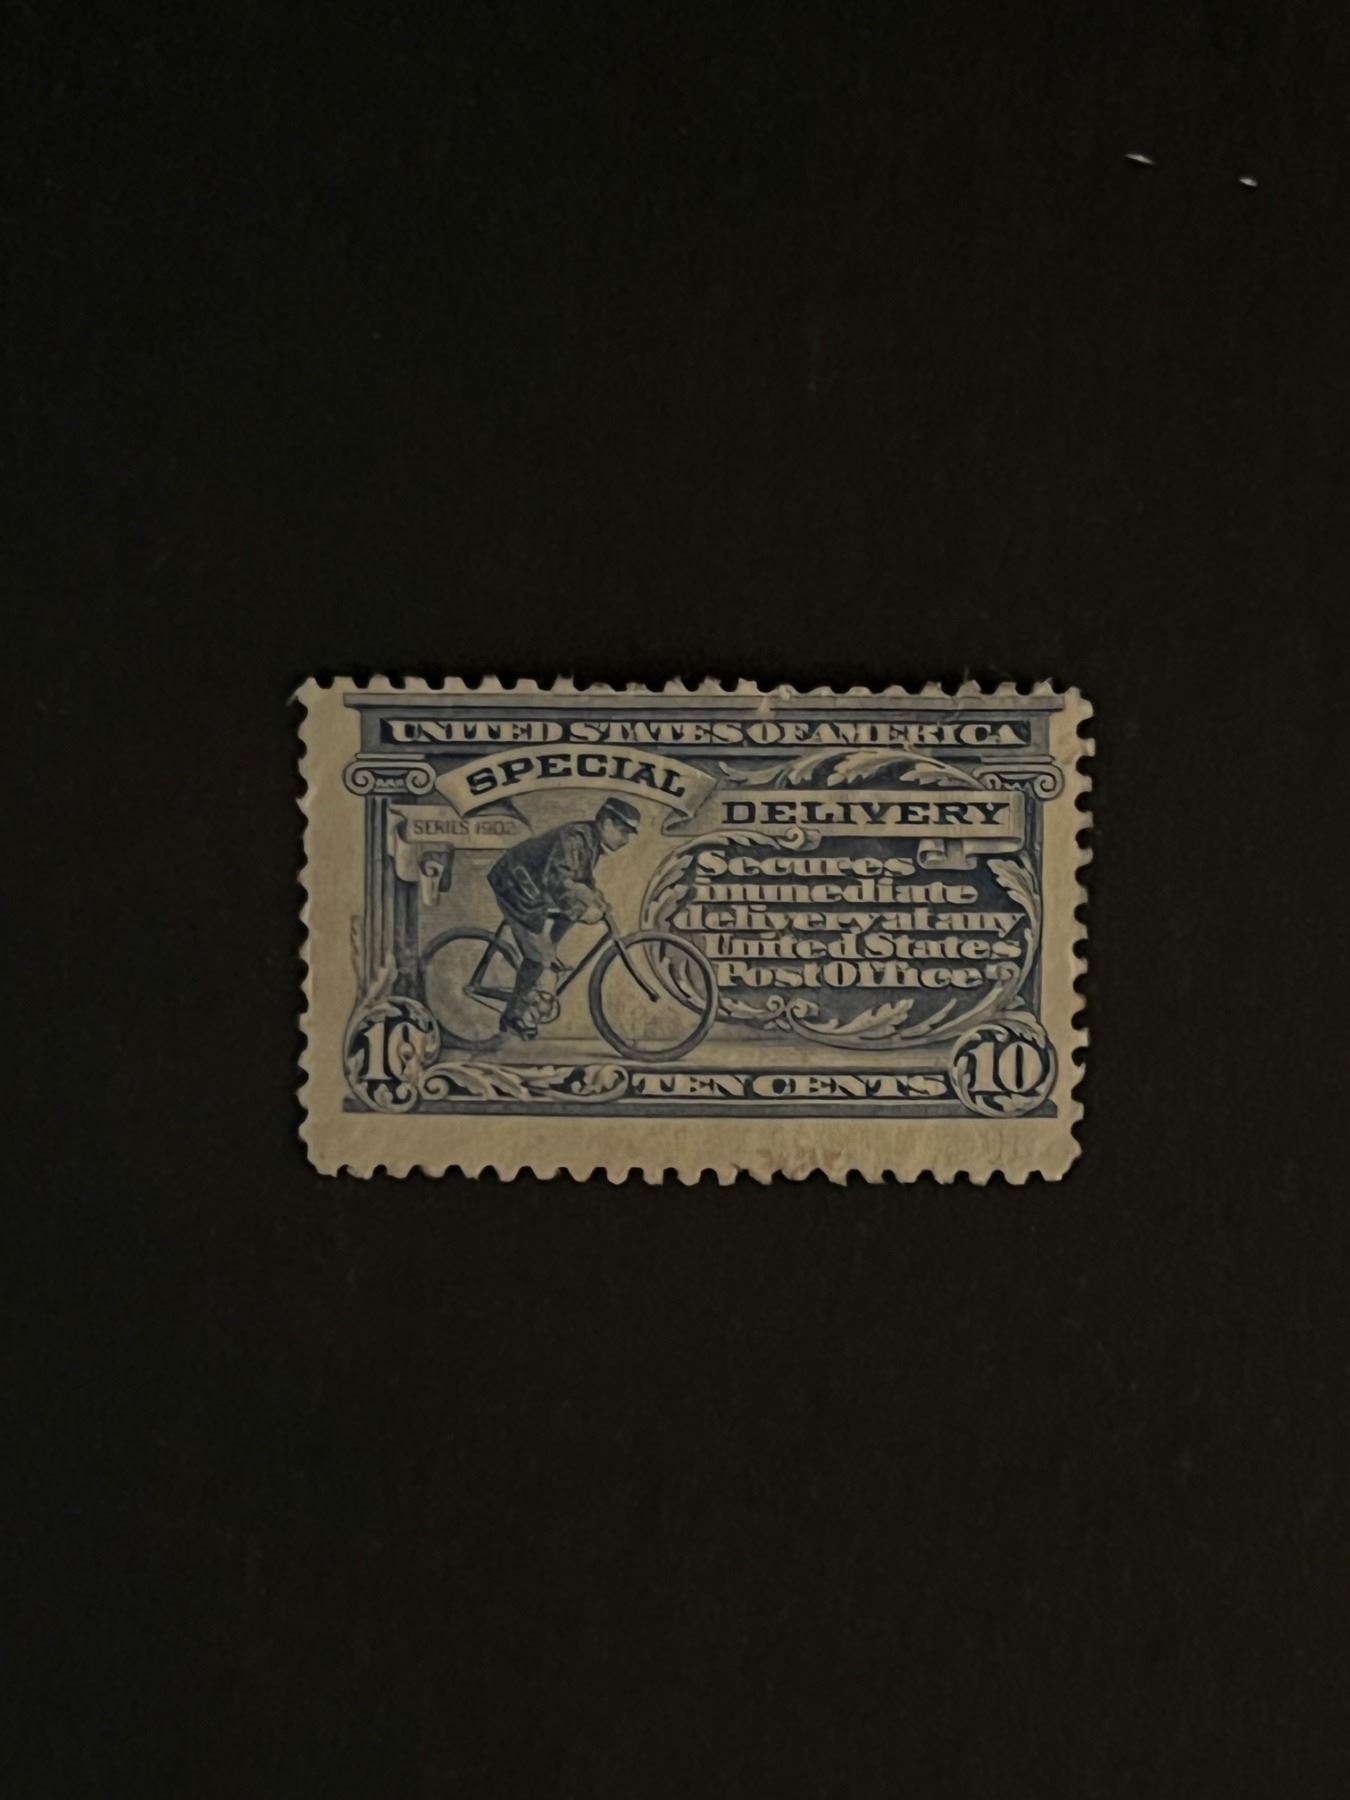 UNITED STATES OF AMERICA
SPECIAL
DELIVERY
SERIES 1902
Secures
immediate
delivery at any
United States
Post Office
10
TEN CENTS
10